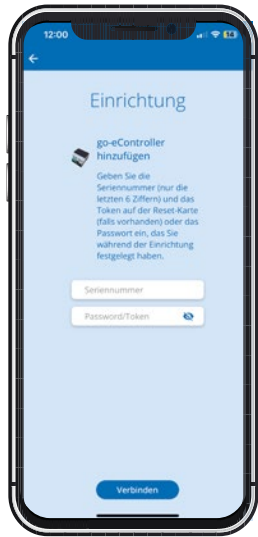 12:00
14
Einrichtung
go-eController
hinzufügen
Geben Sie die
Seriennummer (nur die
letzten 6 Ziffern) und das
Token auf der Reset-Karte
(falls vorhanden) oder das
Passwort ein, das Sie
während der Einrichtung
festgelegt haben.
Seriennummer
Password/Token
Verbinden